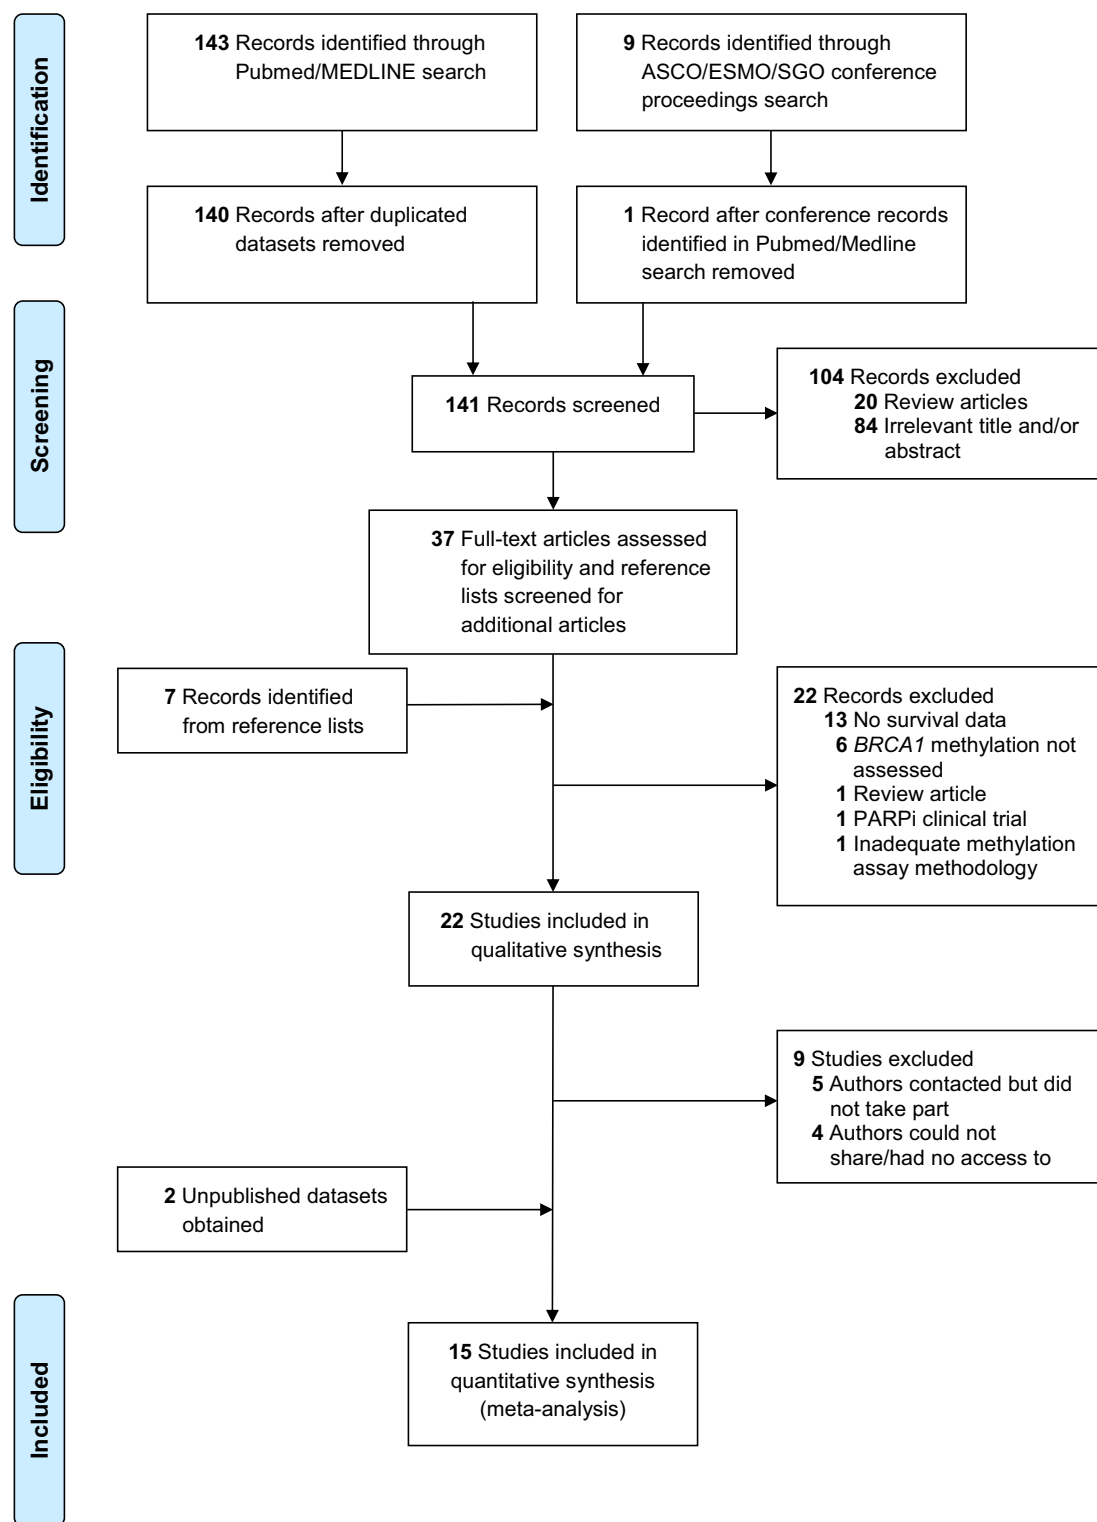 Identification
143 Records identified through
Pubmed/MEDLINE search
9 Records identified through
ASCO/ESMO/SGO conference
proceedings search
140 Records after duplicated
datasets removed
1 Record after conference records
identified in Pubmed/Medline
search removed
Screening
141 Records screened
104 Records excluded
20 Review articles
84 Irrelevant title and/or
abstract
37 Full-text articles assessed
for eligibility and reference
lists screened for
additional articles
Eligibility
7 Records identified
from reference lists
22 Records excluded
13 No survival data
6 BRCA1 methylation not
assessed
1 Review article
1 PARPi clinical trial
1 Inadequate methylation
assay methodology
22 Studies included in
qualitative synthesis
9 Studies excluded
5 Authors contacted but did
not take part
4 Authors could not
share/had no access to
2 Unpublished datasets
obtained
Included
15 Studies included in
quantitative synthesis
(meta-analysis)